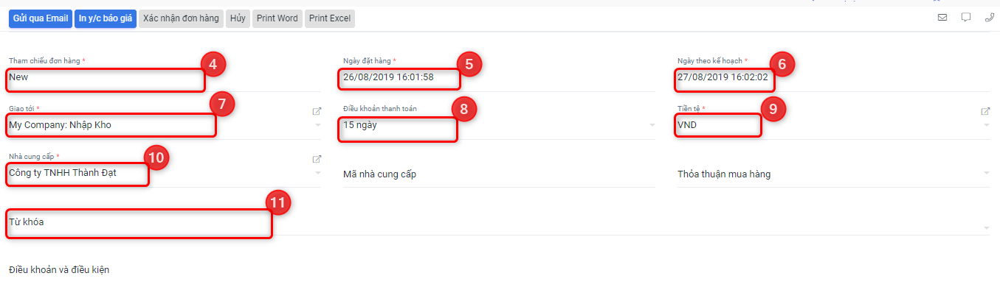 Gửi qua Email In y/c báo giá Xác nhận đơn hàng Hủy Print Word Print Excel
Tham chiếu đơn hàng * 4 Ngày đặt hàng * 5 Ngày theo kế hoạch * 6
New 26/08/2019 16:01:58 27/08/2019 16:02:02
Giao tới * 7 Điều khoản thanh toán 8 Tiền tệ * 9
My Company: Nhập Kho 15 ngày VND
Nhà cung cấp * 10
Công ty TNHH Thành Đạt Mã nhà cung cấp Thỏa thuận mua hàng
11
Từ khóa
Điều khoản và điều kiện